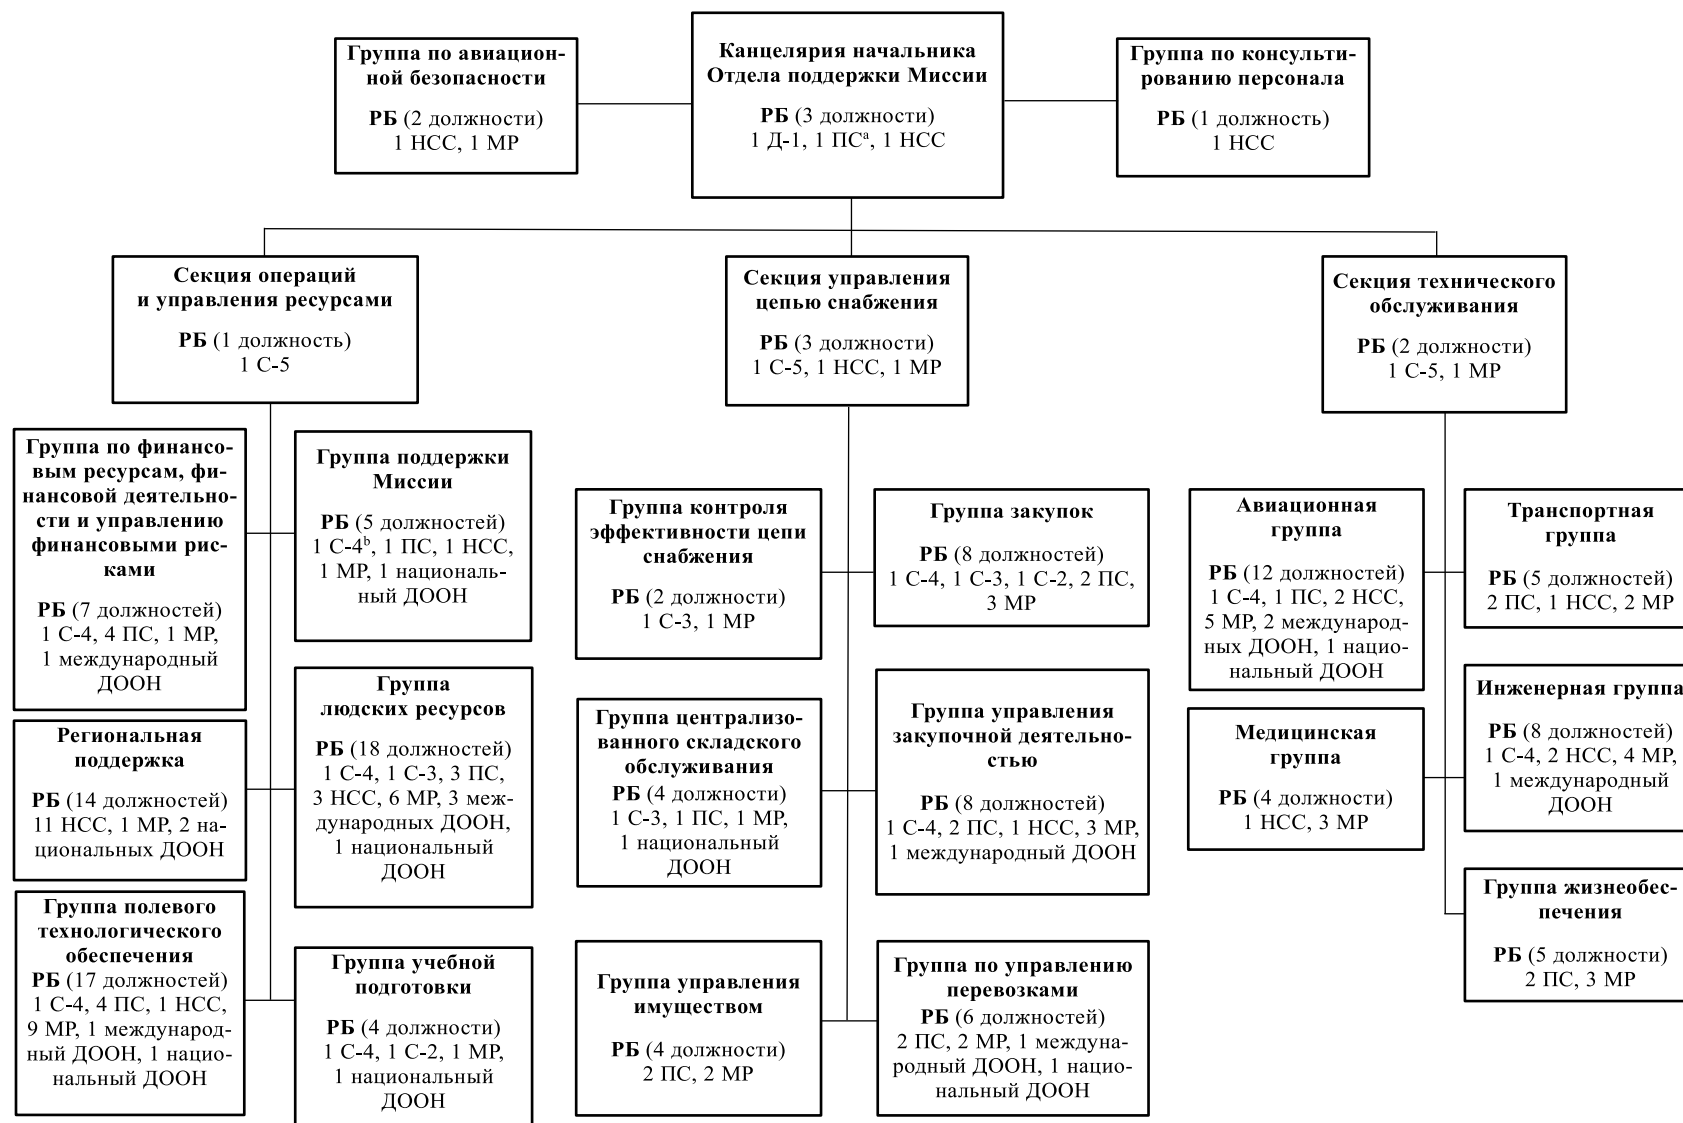 Группа по авиацион-
ной безопасности
РБ (2 должности)
1 НСС, 1 МР
Канцелярия начальника
Отдела поддержки Миссии
РБ (3 должности)
1 Д-1, 1 ПСᵃ, 1 НСС
Группа по консульти-
рованию персонала
РБ (1 должность)
1 НСС
Секция операций
и управления ресурсами
РБ (1 должность)
1 С-5
Секция управления
цепью снабжения
РБ (3 должности)
1 С-5, 1 НСС, 1 МР
Секция технического
обслуживания
РБ (2 должности)
1 С-5, 1 МР
Группа по финансо-
вым ресурсам, фи-
нансовой деятельно-
сти и управлению
финансовыми рис-
ками
РБ (7 должностей)
1 С-4, 4 ПС, 1 МР,
1 международный
ДООН
Группа поддержки
Миссии
РБ (5 должностей)
1 С-4ᵇ, 1 ПС, 1 НСС,
1 МР, 1 националь-
ный ДООН
Региональная
поддержка
РБ (14 должностей)
11 НСС, 1 МР, 2 на-
циональных ДООН
Группа
людских ресурсов
РБ (18 должностей)
1 С-4, 1 С-3, 3 ПС,
3 НСС, 6 МР, 3 меж-
дународных ДООН,
1 национальный
ДООН
Группа полевого
технологического
обеспечения
РБ (17 должностей)
1 С-4, 4 ПС, 1 НСС,
9 МР, 1 международ-
ный ДООН, 1 нацио-
нальный ДООН
Группа учебной
подготовки
РБ (4 должности)
1 С-4, 1 С-2, 1 МР,
1 национальный
ДООН
Группа контроля
эффективности цепи
снабжения
РБ (2 должности)
1 С-3, 1 МР
Группа закупок
РБ (8 должностей)
1 С-4, 1 С-3, 1 С-2, 2 ПС,
3 МР
Группа централизо-
ванного складского
обслуживания
РБ (4 должности)
1 С-3, 1 ПС, 1 МР,
1 национальный
ДООН
Группа управления
закупочной деятельно-
стью
РБ (8 должностей)
1 С-4, 2 ПС, 1 НСС, 3 МР,
1 международный ДООН
Группа управления
имуществом
РБ (4 должности)
2 ПС, 2 МР
Группа по управлению
перевозками
РБ (6 должностей)
2 ПС, 2 МР, 1 междуна-
родный ДООН, 1 нацио-
нальный ДООН
Авиационная
группа
РБ (12 должностей)
1 С-4, 1 ПС, 2 НСС,
5 МР, 2 международ-
ных ДООН, 1 нацио-
нальный ДООН
Транспортная
группа
РБ (5 должностей)
2 ПС, 1 НСС, 2 МР
Медицинская
группа
РБ (4 должности)
1 НСС, 3 МР
Инженерная группа
РБ (8 должностей)
1 С-4, 2 НСС, 4 МР,
1 международный
ДООН
Группа жизнеобес-
печения
РБ (5 должности)
2 ПС, 3 МР